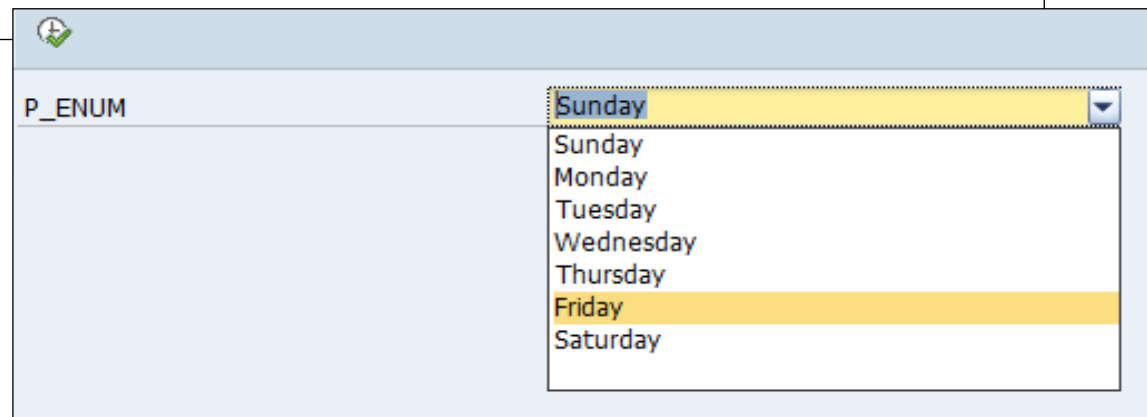 P_ENUM Sunday
Sunday
Monday
Tuesday
Wednesday
Thursday
Friday
Saturday